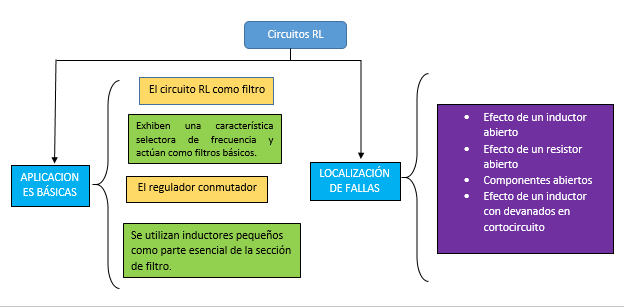 Circuitos RL
APLICACION
ES BÁSICAS
El circuito RL como filtro
Exhiben una característica
selectora de frecuencia y
actúan como filtros básicos.
El regulador conmutador
Se utilizan inductores pequeños
como parte esencial de la sección
de filtro.
LOCALIZACIÓN
DE FALLAS
• Efecto de un inductor
abierto
• Efecto de un resistor
abierto
• Componentes abiertos
• Efecto de un inductor
con devanados en
cortocircuito